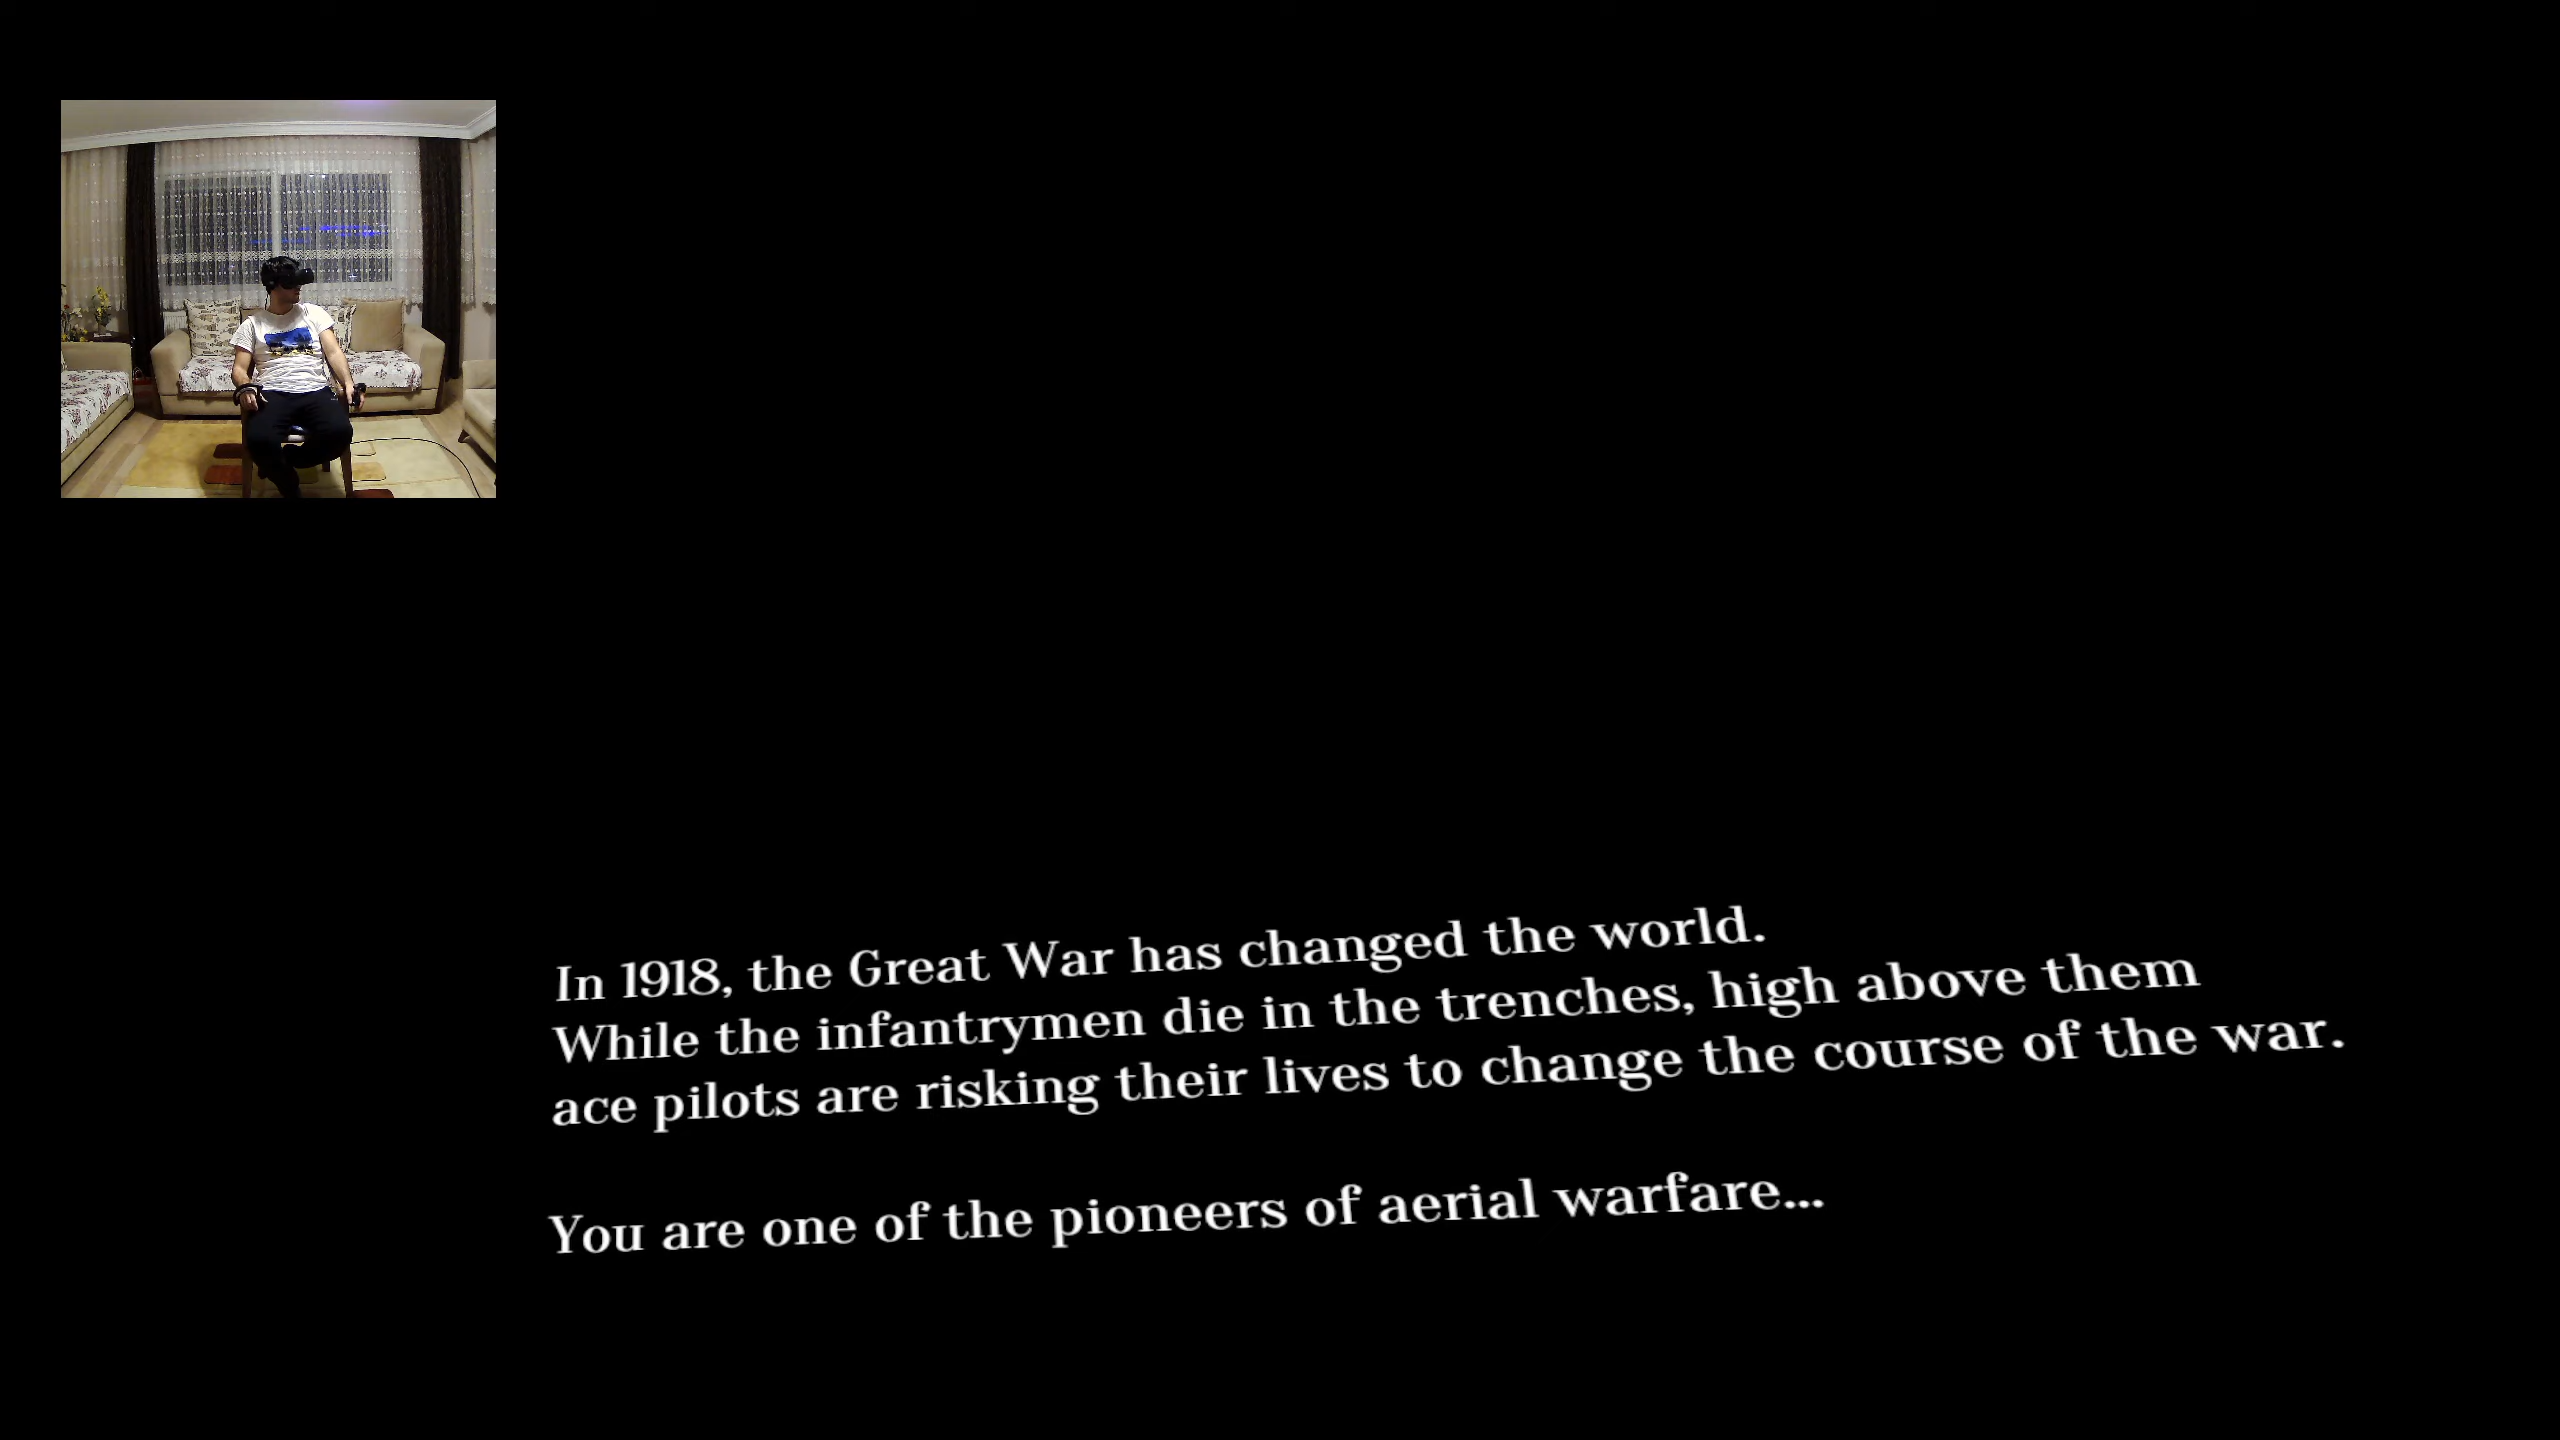 In 1918, the Great War has changed the world.
While the infantrymen die in the trenches, high above them
ace pilots are risking their lives to change the course of the war.
You are one of the pioneers of aerial warfare...